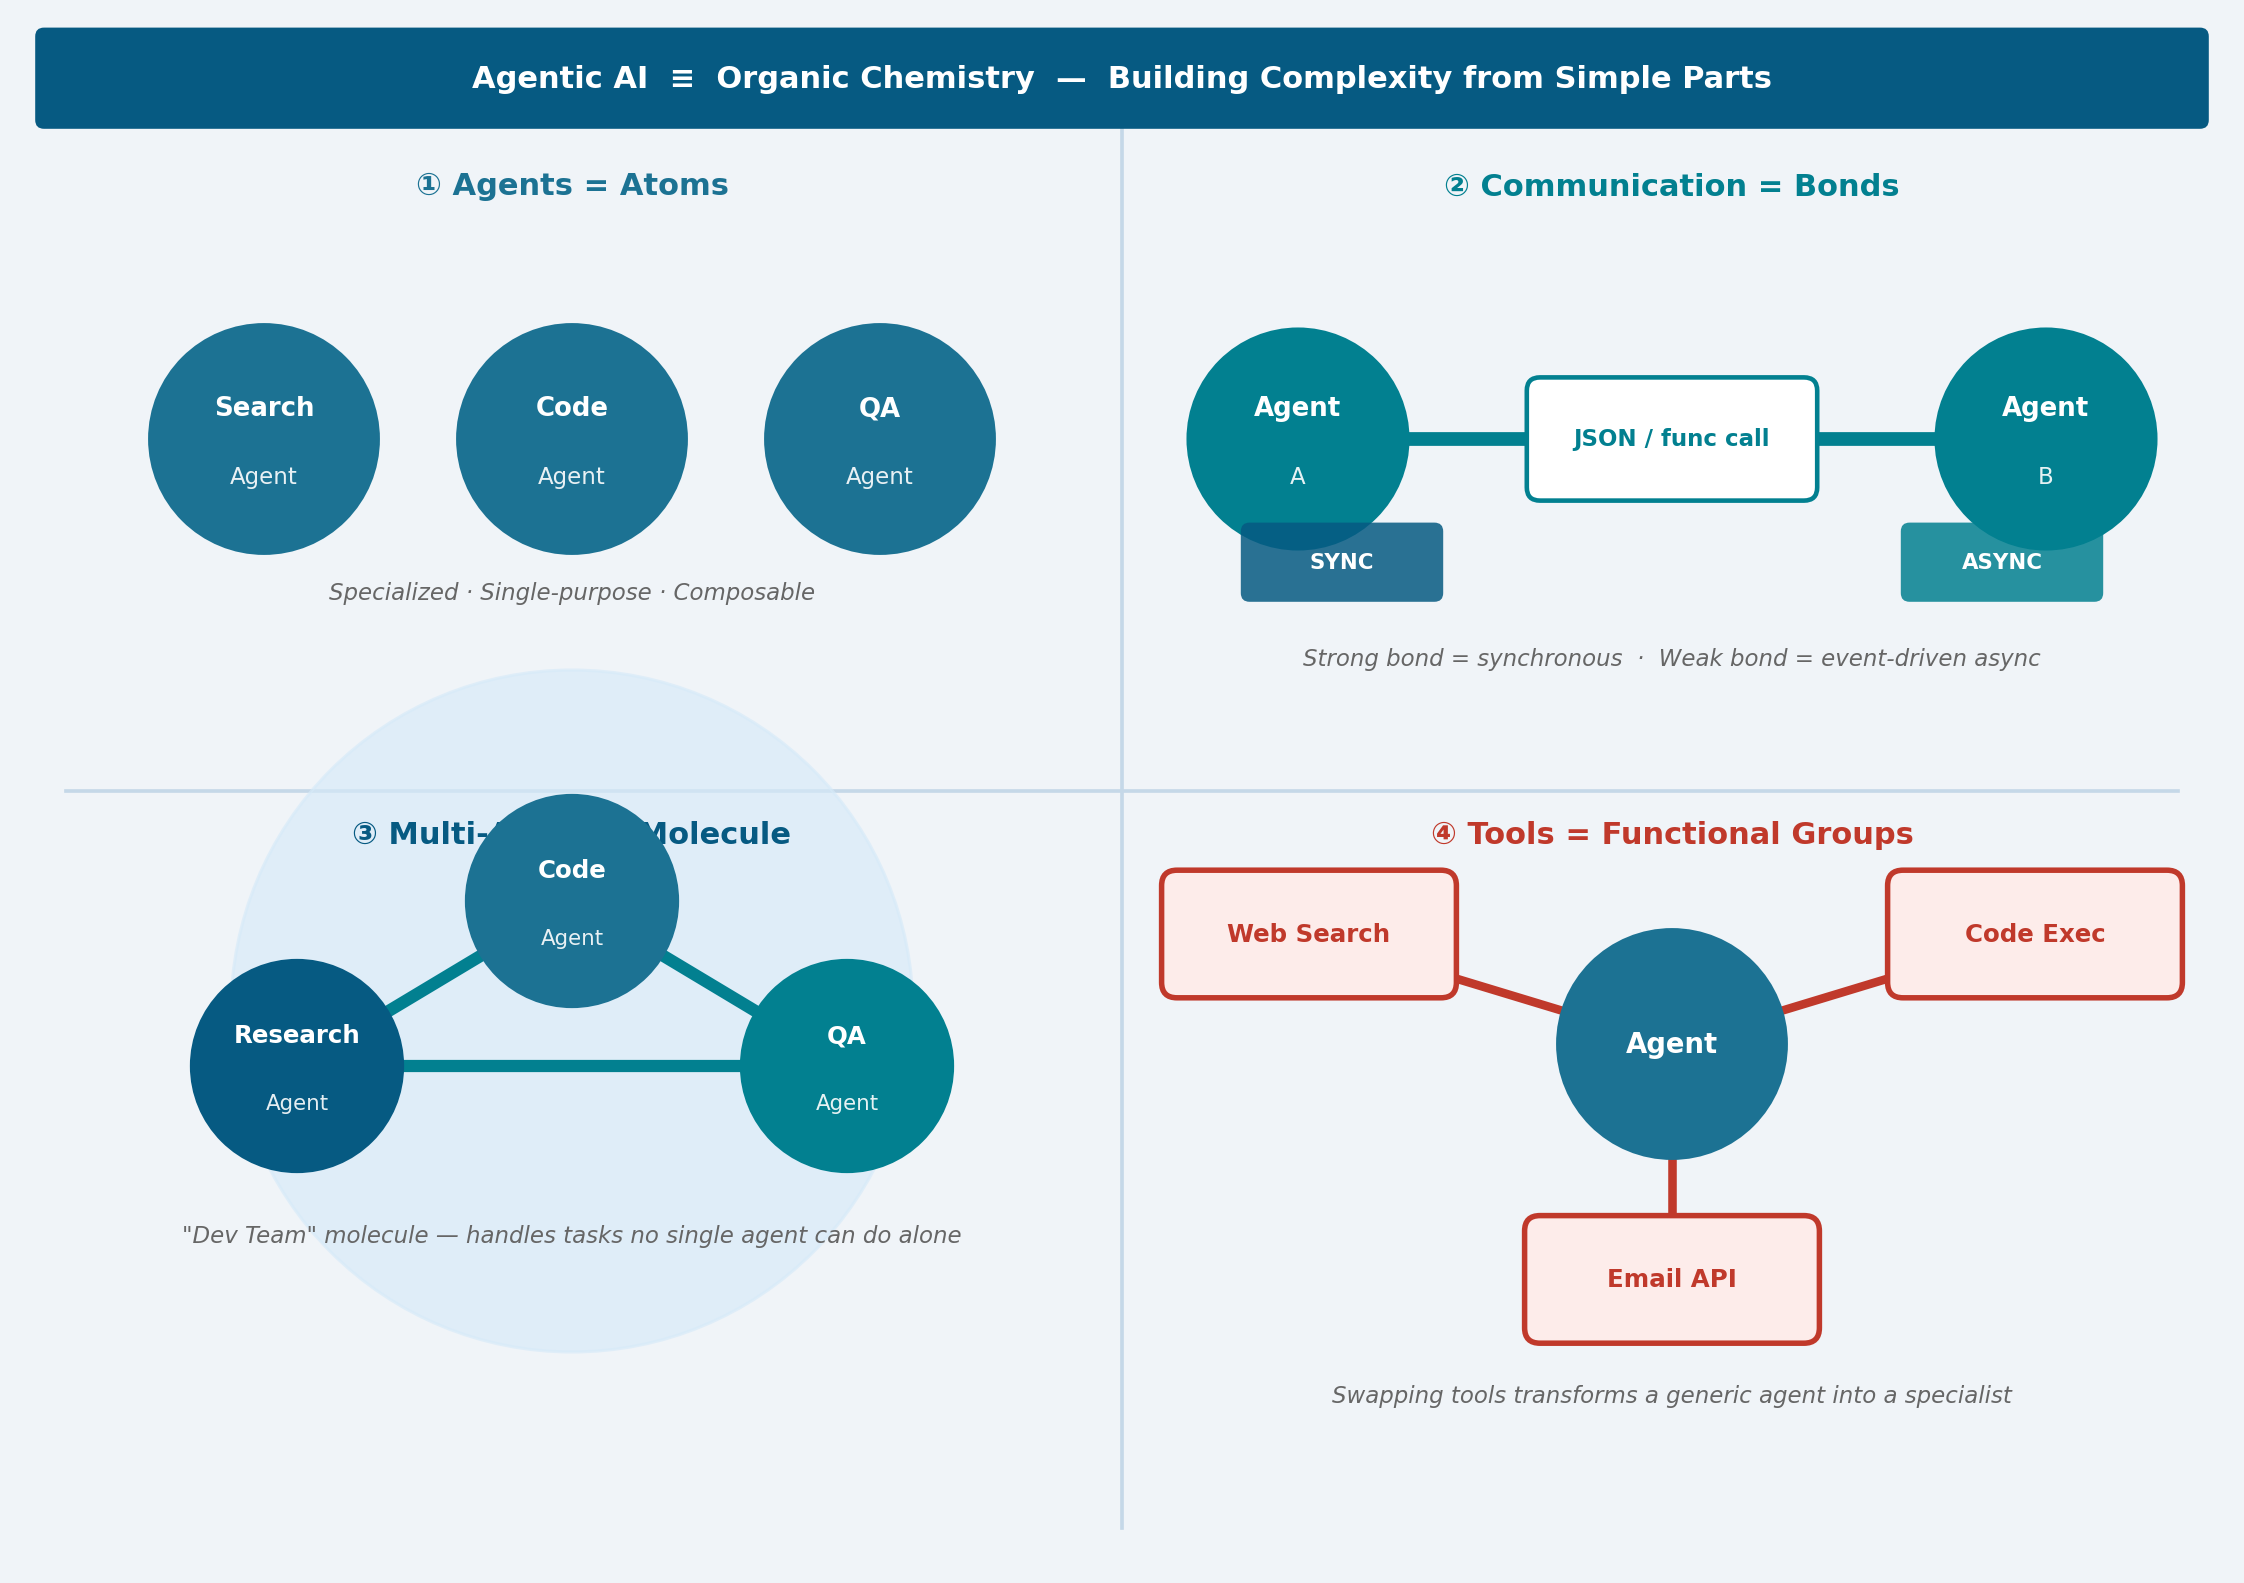 Agentic AI ≡ Organic Chemistry — Building Complexity from Simple Parts
① Agents = Atoms
Search
Agent
Code
Agent
QA
Agent
Specialized · Single-purpose · Composable
② Communication = Bonds
Agent
A
JSON / func call
Agent
B
SYNC
ASYNC
Strong bond = synchronous · Weak bond = event-driven async
③ Multi- Molecule
Code
Agent
Research
Agent
QA
Agent
"Dev Team" molecule — handles tasks no single agent can do alone
④ Tools = Functional Groups
Web Search
Code Exec
Agent
Email API
Swapping tools transforms a generic agent into a specialist